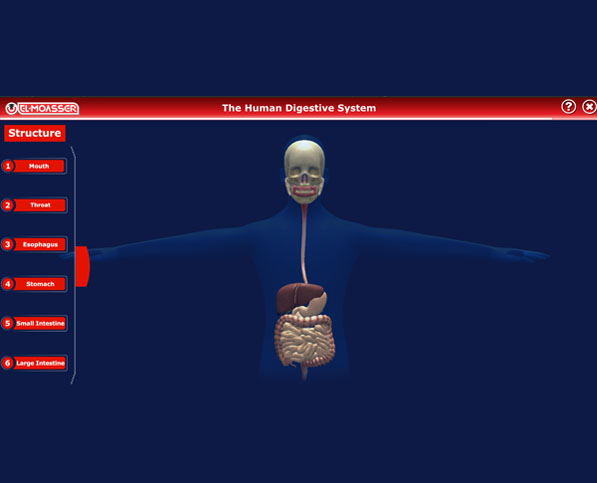 EL-MOASSER
The Human Digestive System
?
Structure
1 Mouth
2 Throat
3 Esophagus
4 Stomach
5 Small Intestine
6 Large Intestine